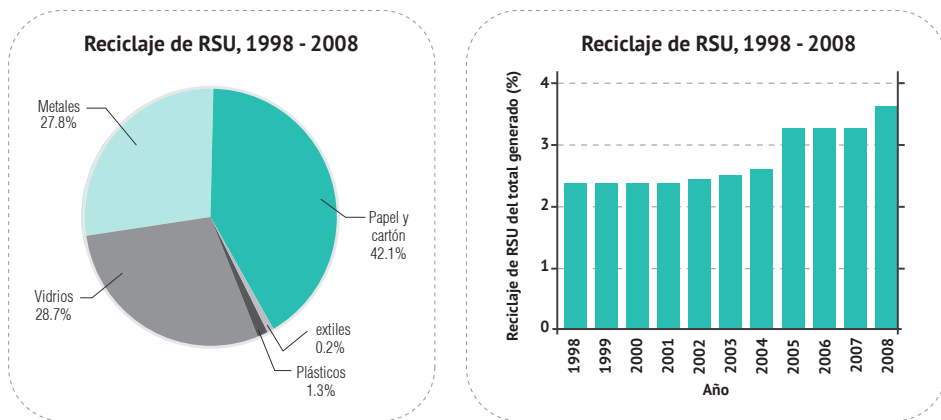 Reciclaje de RSU, 1998 - 2008
Metales
27.8%
Papel y
cartón
42.1%
Vidrios
28.7%
extiles
0.2%
Plásticos
1.3%
Reciclaje de RSU, 1998 - 2008
Reciclaje de RSU del total generado (%)
4
3
2
1
0
1998
1999
2000
2001
2002
2003
2004
2005
2006
2007
2008
Año